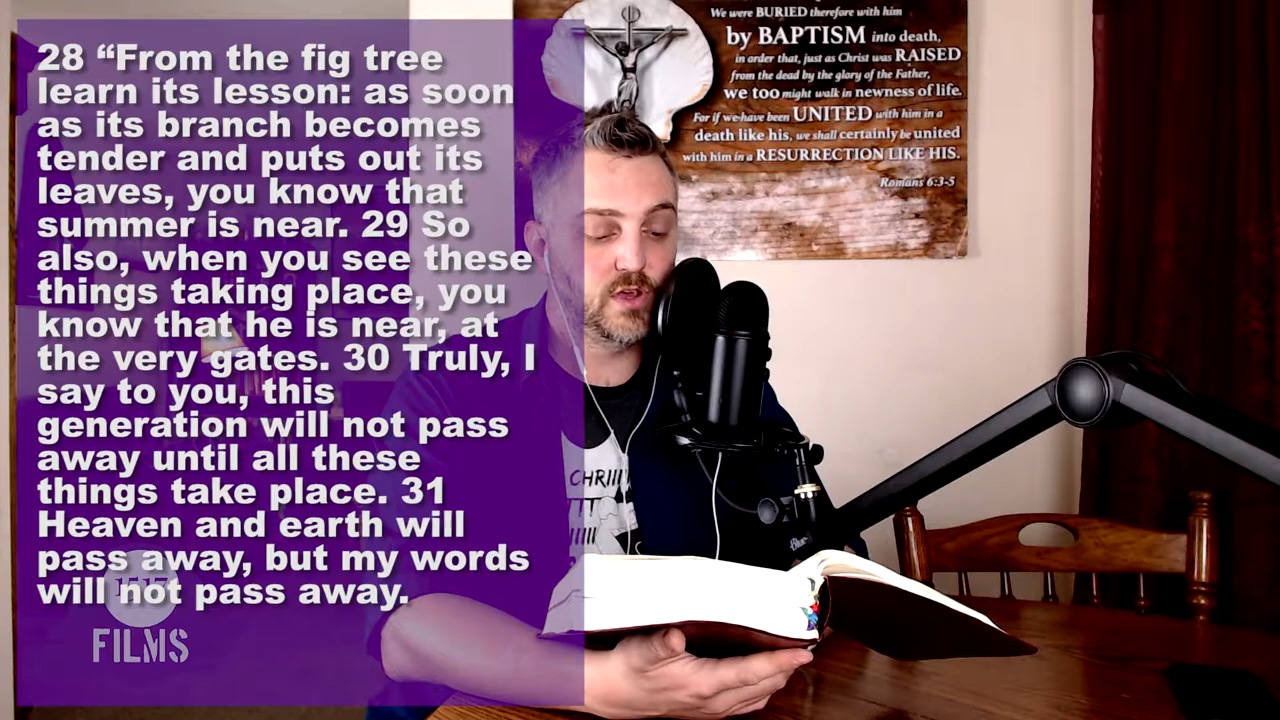 28 “From the fig tree
learn its lesson: as soon
as its branch becomes
tender and puts out its
leaves, you know that
summer is near. 29 So
also, when you see these
things taking place, you
know that he is near, at
the very gates. 30 Truly, I
say to you, this
generation will not pass
away until all these
things take place. 31
Heaven and earth will
pass away, but my words
will not pass away.
1517
FILMS
We were BURIED therefore with him
by BAPTISM into death,
in order that, just as Christ was RAISED
from the dead by the glory of the Father,
we too might walk in newness of life.
For if we have been UNITED with him in a
death like his, we shall certainly be united
with him in a RESURRECTION LIKE HIS.
Romans 6:3-5
Blue